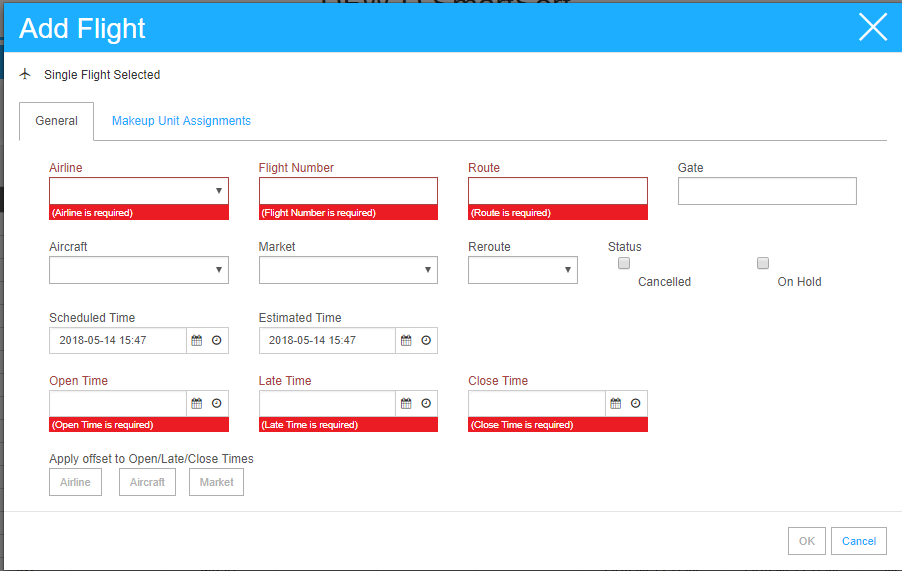 Add Flight
Single Flight Selected
General Makeup Unit Assignments
Airline Flight Number Route Gate
(Airline is required) (Flight Number is required) (Route is required)
Aircraft Market Reroute Status
Cancelled On Hold
Scheduled Time Estimated Time
2018-05-14 15:47 2018-05-14 15:47
Open Time Late Time Close Time
(Open Time is required) (Late Time is required) (Close Time is required)
Apply offset to Open/Late/Close Times
Airline Aircraft Market
OK Cancel